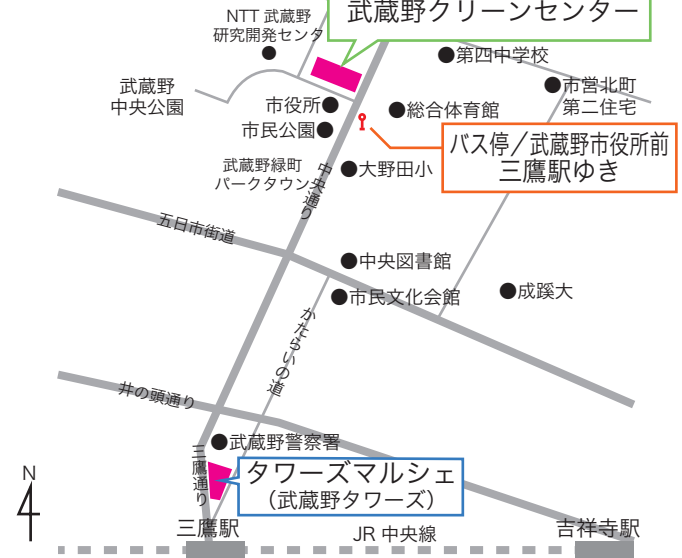 武蔵野クリーンセンター
NTT 武蔵野
研究開発センタ
第四中学校
武蔵野
中央公園
市営北町
第二住宅
市役所
総合体育館
市民公園
バス停／武蔵野市役所前
三鷹駅ゆき
武蔵野緑町
パークタウン
大野田小
中央通り
五日市街道
中央図書館
市民文化会館
成蹊大
かたらいの道
井の頭通り
武蔵野警察署
三鷹通り
タワーズマルシェ
（武蔵野タワーズ）
N
三鷹駅
JR 中央線
吉祥寺駅